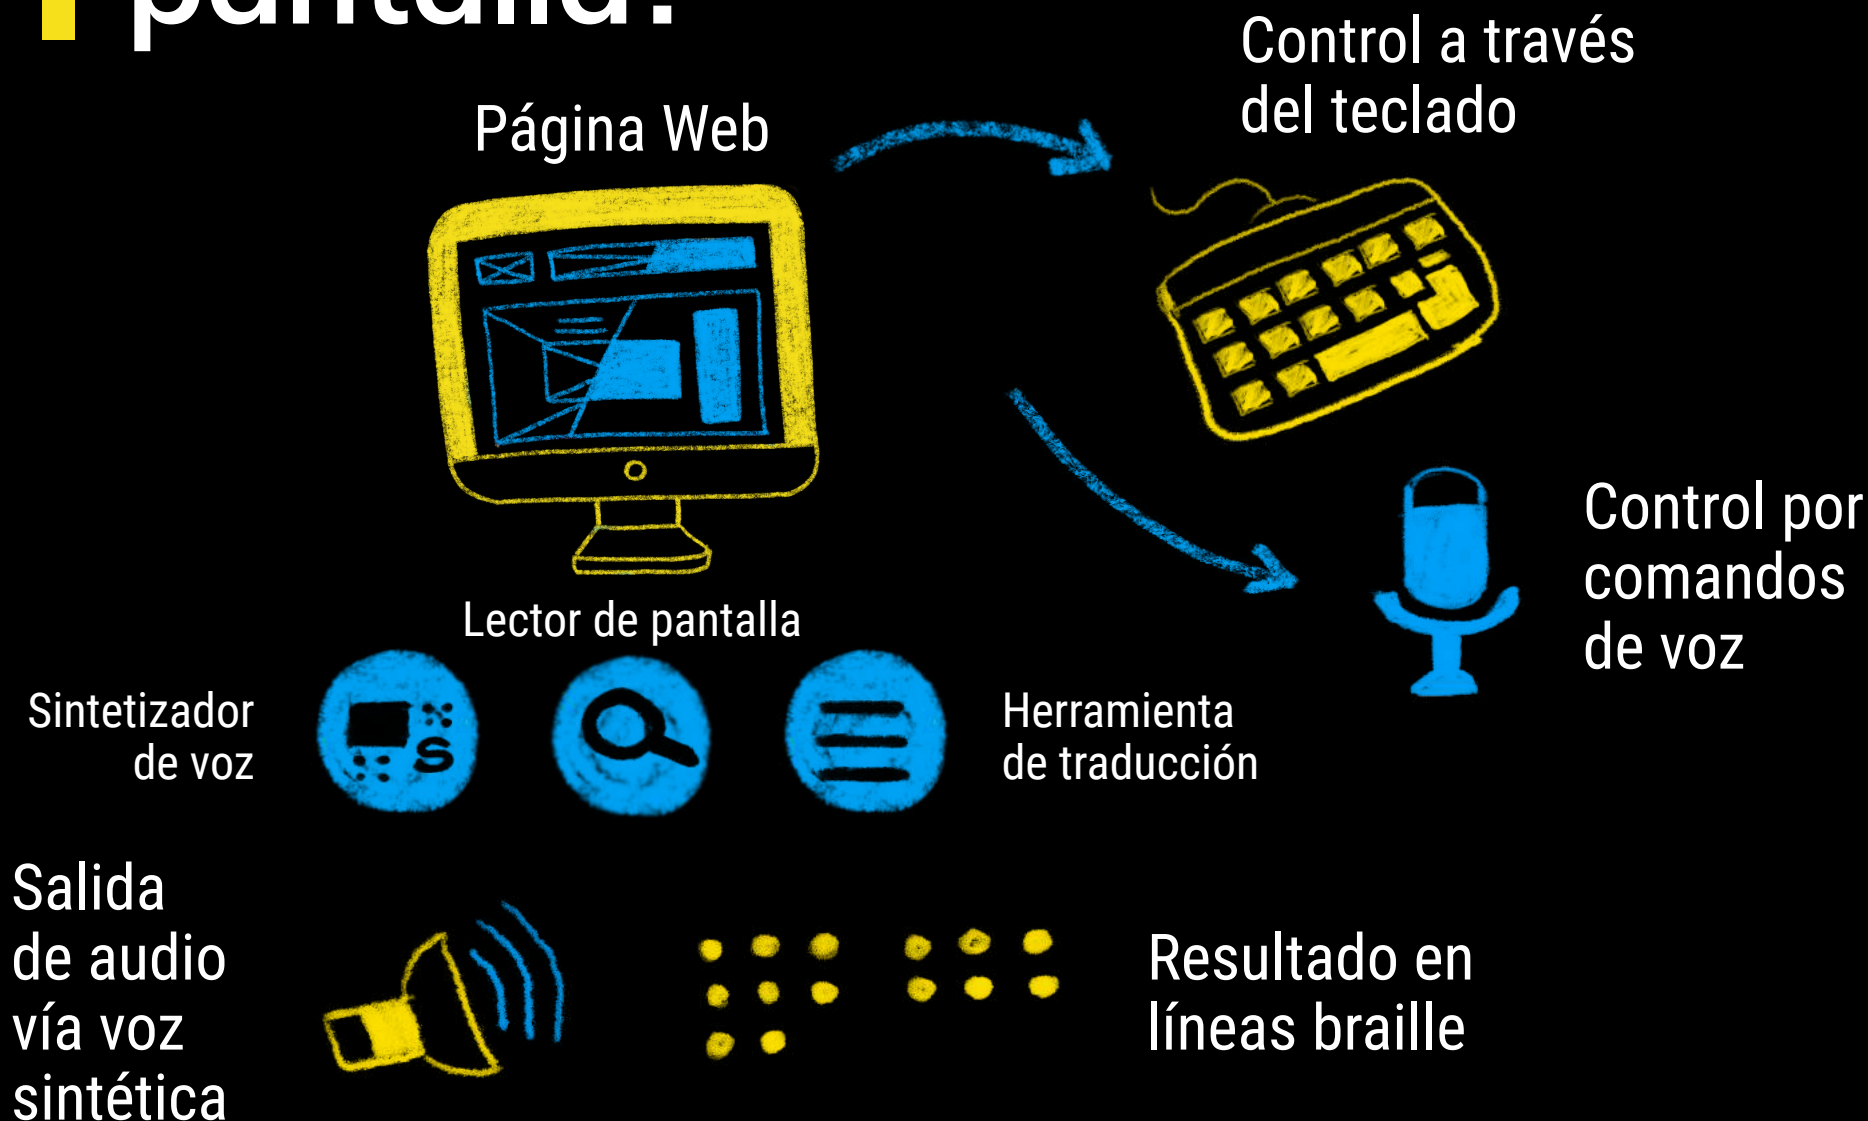 pantalla?
Página Web
Control a través
del teclado
Control por
comandos
de voz
Lector de pantalla
Sintetizador
de voz
S
Herramienta
de traducción
Salida
de audio
vía voz
sintética
Resultado en
líneas braille